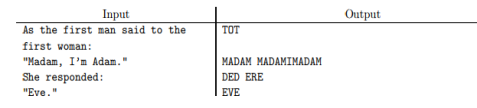 Input Output
As the first man said to the TOT
first woman:
"Madam, I'm Adam." MADAM MADAMIMADAM
She responded: DED ERE
"Eve." EVE